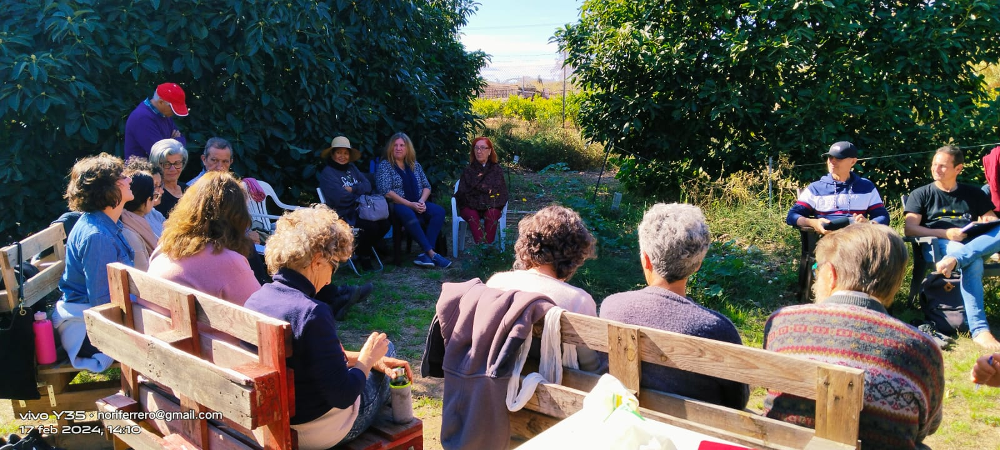 vivo Y35 · noriferrero@gmail.com
17 feb 2024, 14:10